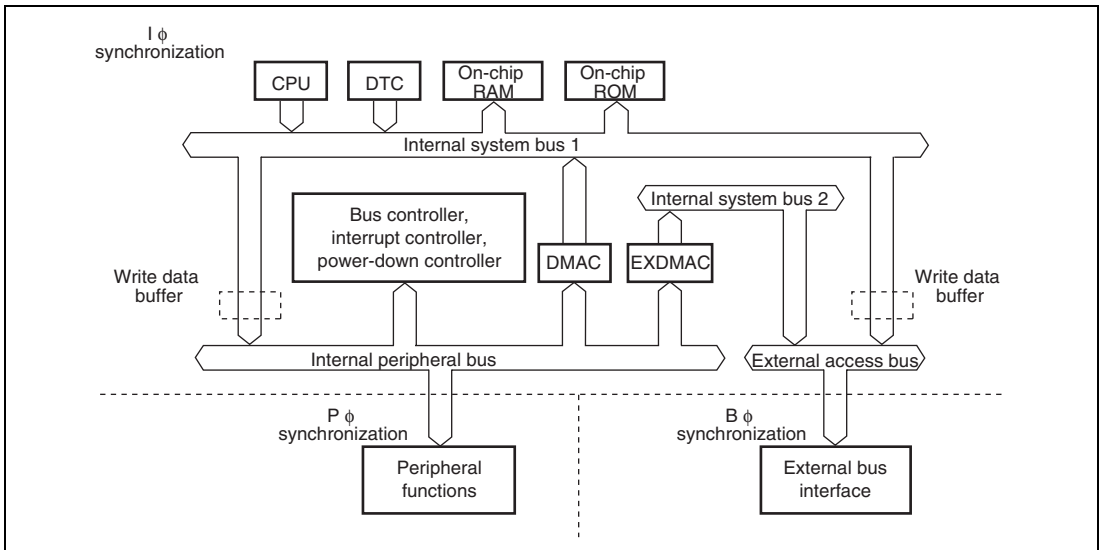 I ϕ
synchronization
CPU
DTC
On-chip
RAM
On-chip
ROM
Internal system bus 1
Internal system bus 2
Bus controller,
interrupt controller,
power-down controller
DMAC
EXDMAC
Write data
buffer
Write data
buffer
Internal peripheral bus
External access bus
P ϕ
synchronization
B ϕ
synchronization
Peripheral
functions
External bus
interface